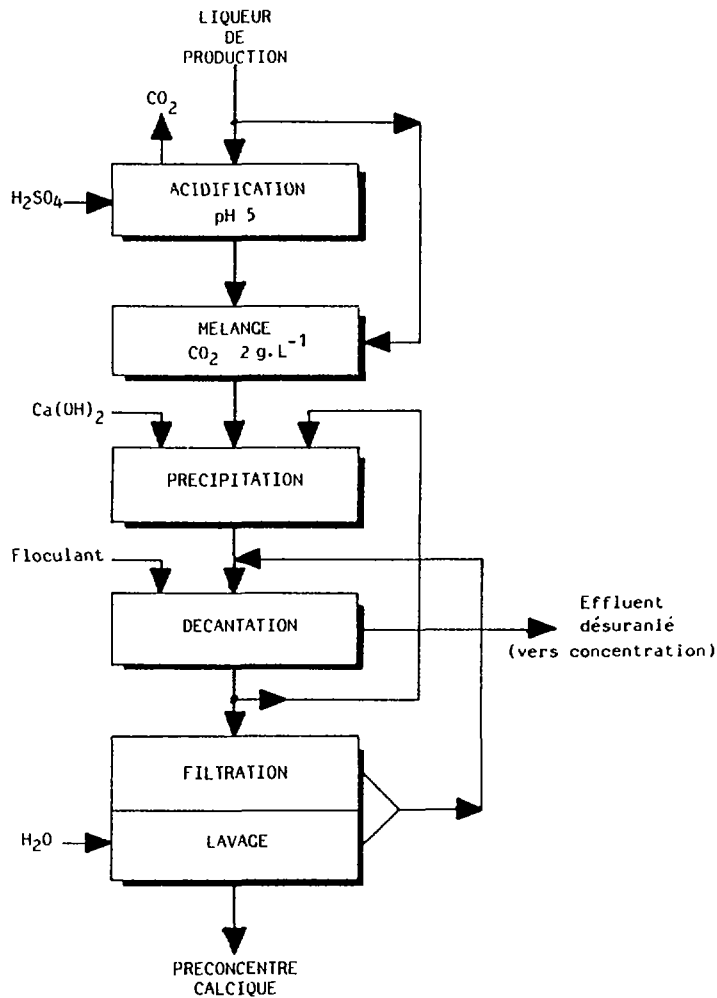 LIQUEUR
DE
PRODUCTION
CO₂
H₂SO₄
ACIDIFICATION
pH 5
MELANGE
CO₂ 2 g.L⁻¹
Ca(OH)₂
PRECIPITATION
Floculant
DECANTATION
Effluent
désuranié
(vers concentration)
FILTRATION
H₂O
LAVAGE
PRECONCENTRE
CALCIQUE